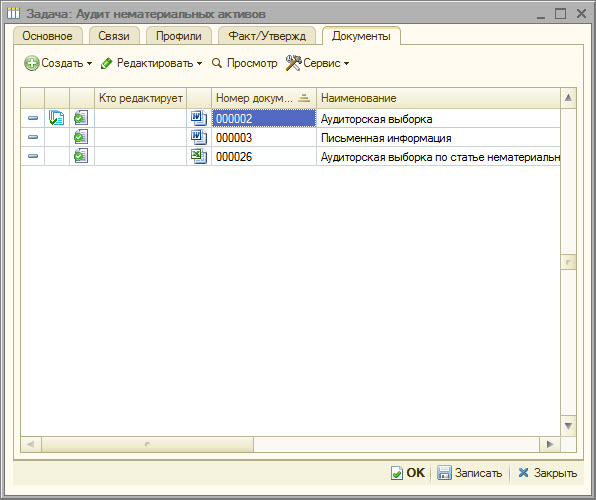 Задача: Аудит нематериальных активов
Основное Связи Профили Факт/Утвержд Документы
Создать Редактировать Просмотр Сервис
Кто редактирует Номер докум... Наименование
000002 Аудиторская выборка
000003 Письменная информация
000026 Аудиторская выборка по статье нематериальн
OK Записать Закрыть